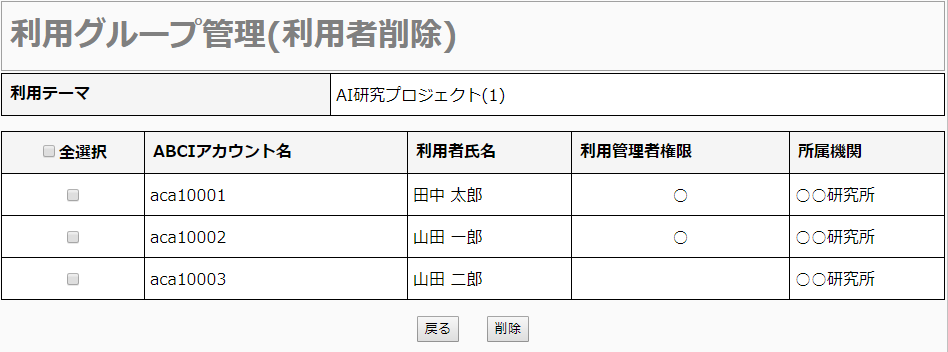 利用グループ管理(利用者削除)
利用テーマ AI研究プロジェクト(1)
全選択 ABCIアカウント名 利用者氏名 利用管理者権限 所属機関
aca10001 田中 太郎 ○ ○○研究所
aca10002 山田 一郎 ○ ○○研究所
aca10003 山田 二郎 ○○研究所
戻る 削除